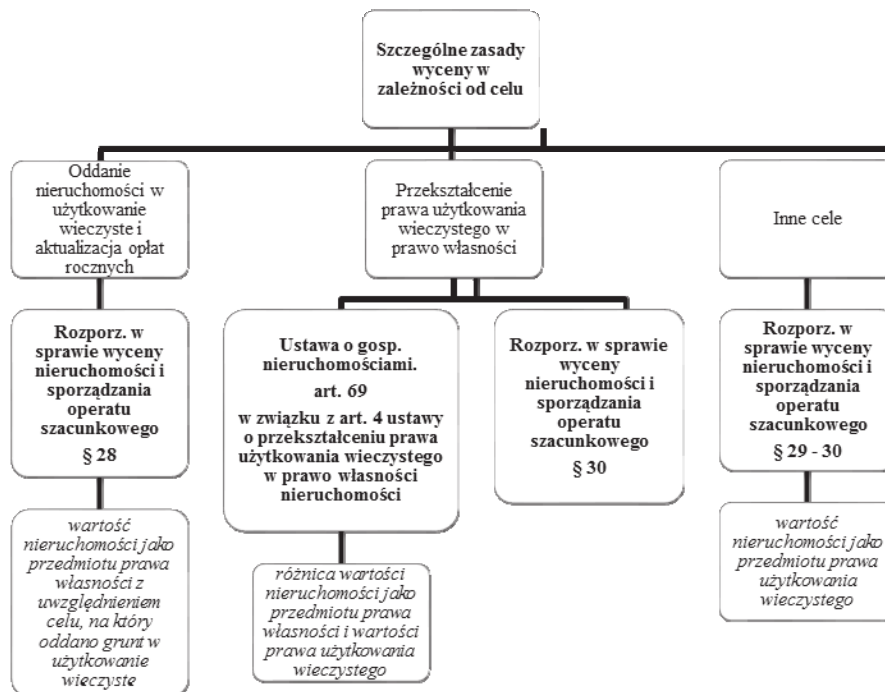 Szczególne zasady
wyceny w
zależności od celu
Oddanie
nieruchomości w
użytkowanie
wieczyste i
aktualizacja opłat
rocznych
Przekształcenie
prawa użytkowania
wieczystego w
prawo własności
Inne cele
Rozporz. w
sprawie wyceny
nieruchomości i
sporządzania
operatu
szacunkowego
§ 28
Ustawa o gosp.
nieruchomościami.
art. 69
w związku z art. 4 ustawy
o przekształceniu prawa
użytkowania wieczystego
w prawo własności
nieruchomości
Rozporz. w sprawie
wyceny
nieruchomości i
sporządzania
operatu
szacunkowego
§ 30
Rozporz. w
sprawie wyceny
nieruchomości i
sporządzania
operatu
szacunkowego
§ 29 - 30
wartość
nieruchomości jako
przedmiotu prawa
własności z
uwzględnieniem
celu, na który
oddano grunt w
użytkowanie
wieczyste
różnica wartości
nieruchomości jako
przedmiotu prawa
własności i wartości
prawa użytkowania
wieczystego
wartość
nieruchomości jako
przedmiotu prawa
użytkowania
wieczystego